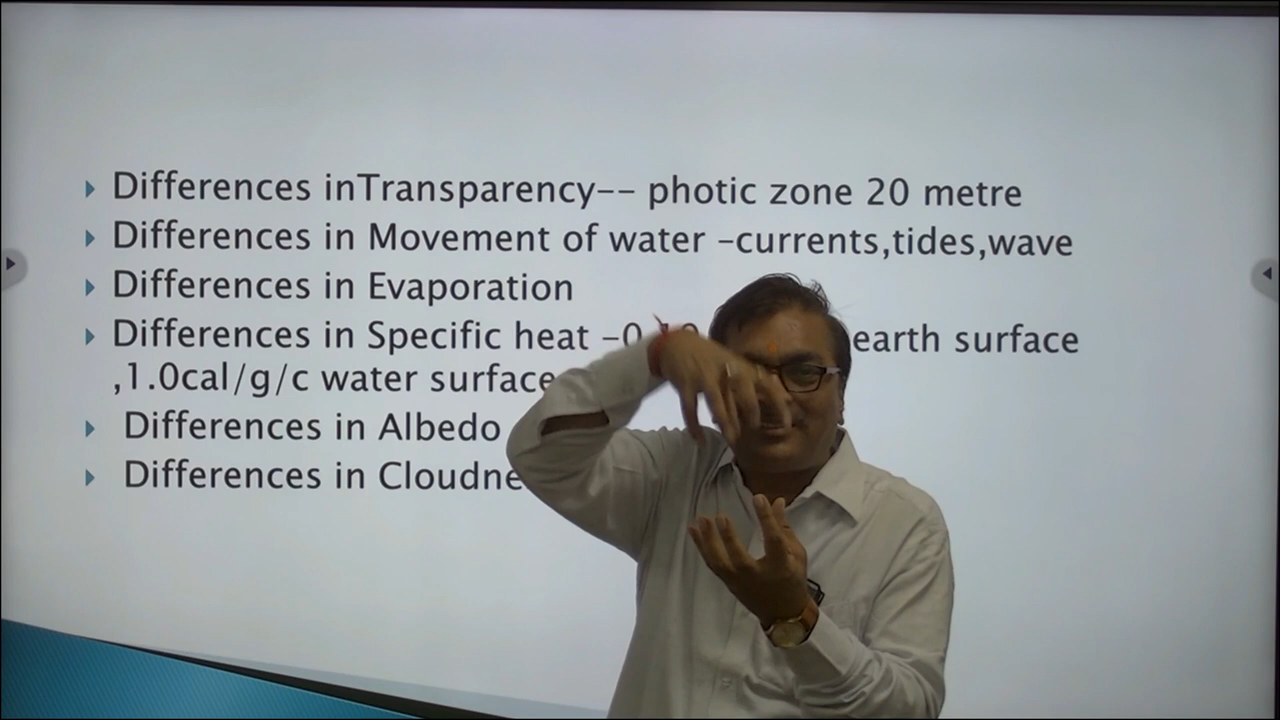 Differences inTransparency-- photic zone 20 metre
Differences in Movement of water -currents,tides,wave
Differences in Evaporation
Differences in Specific heat -0 earth surface
,1.0cal/g/c water surface
Differences in Albedo
Differences in